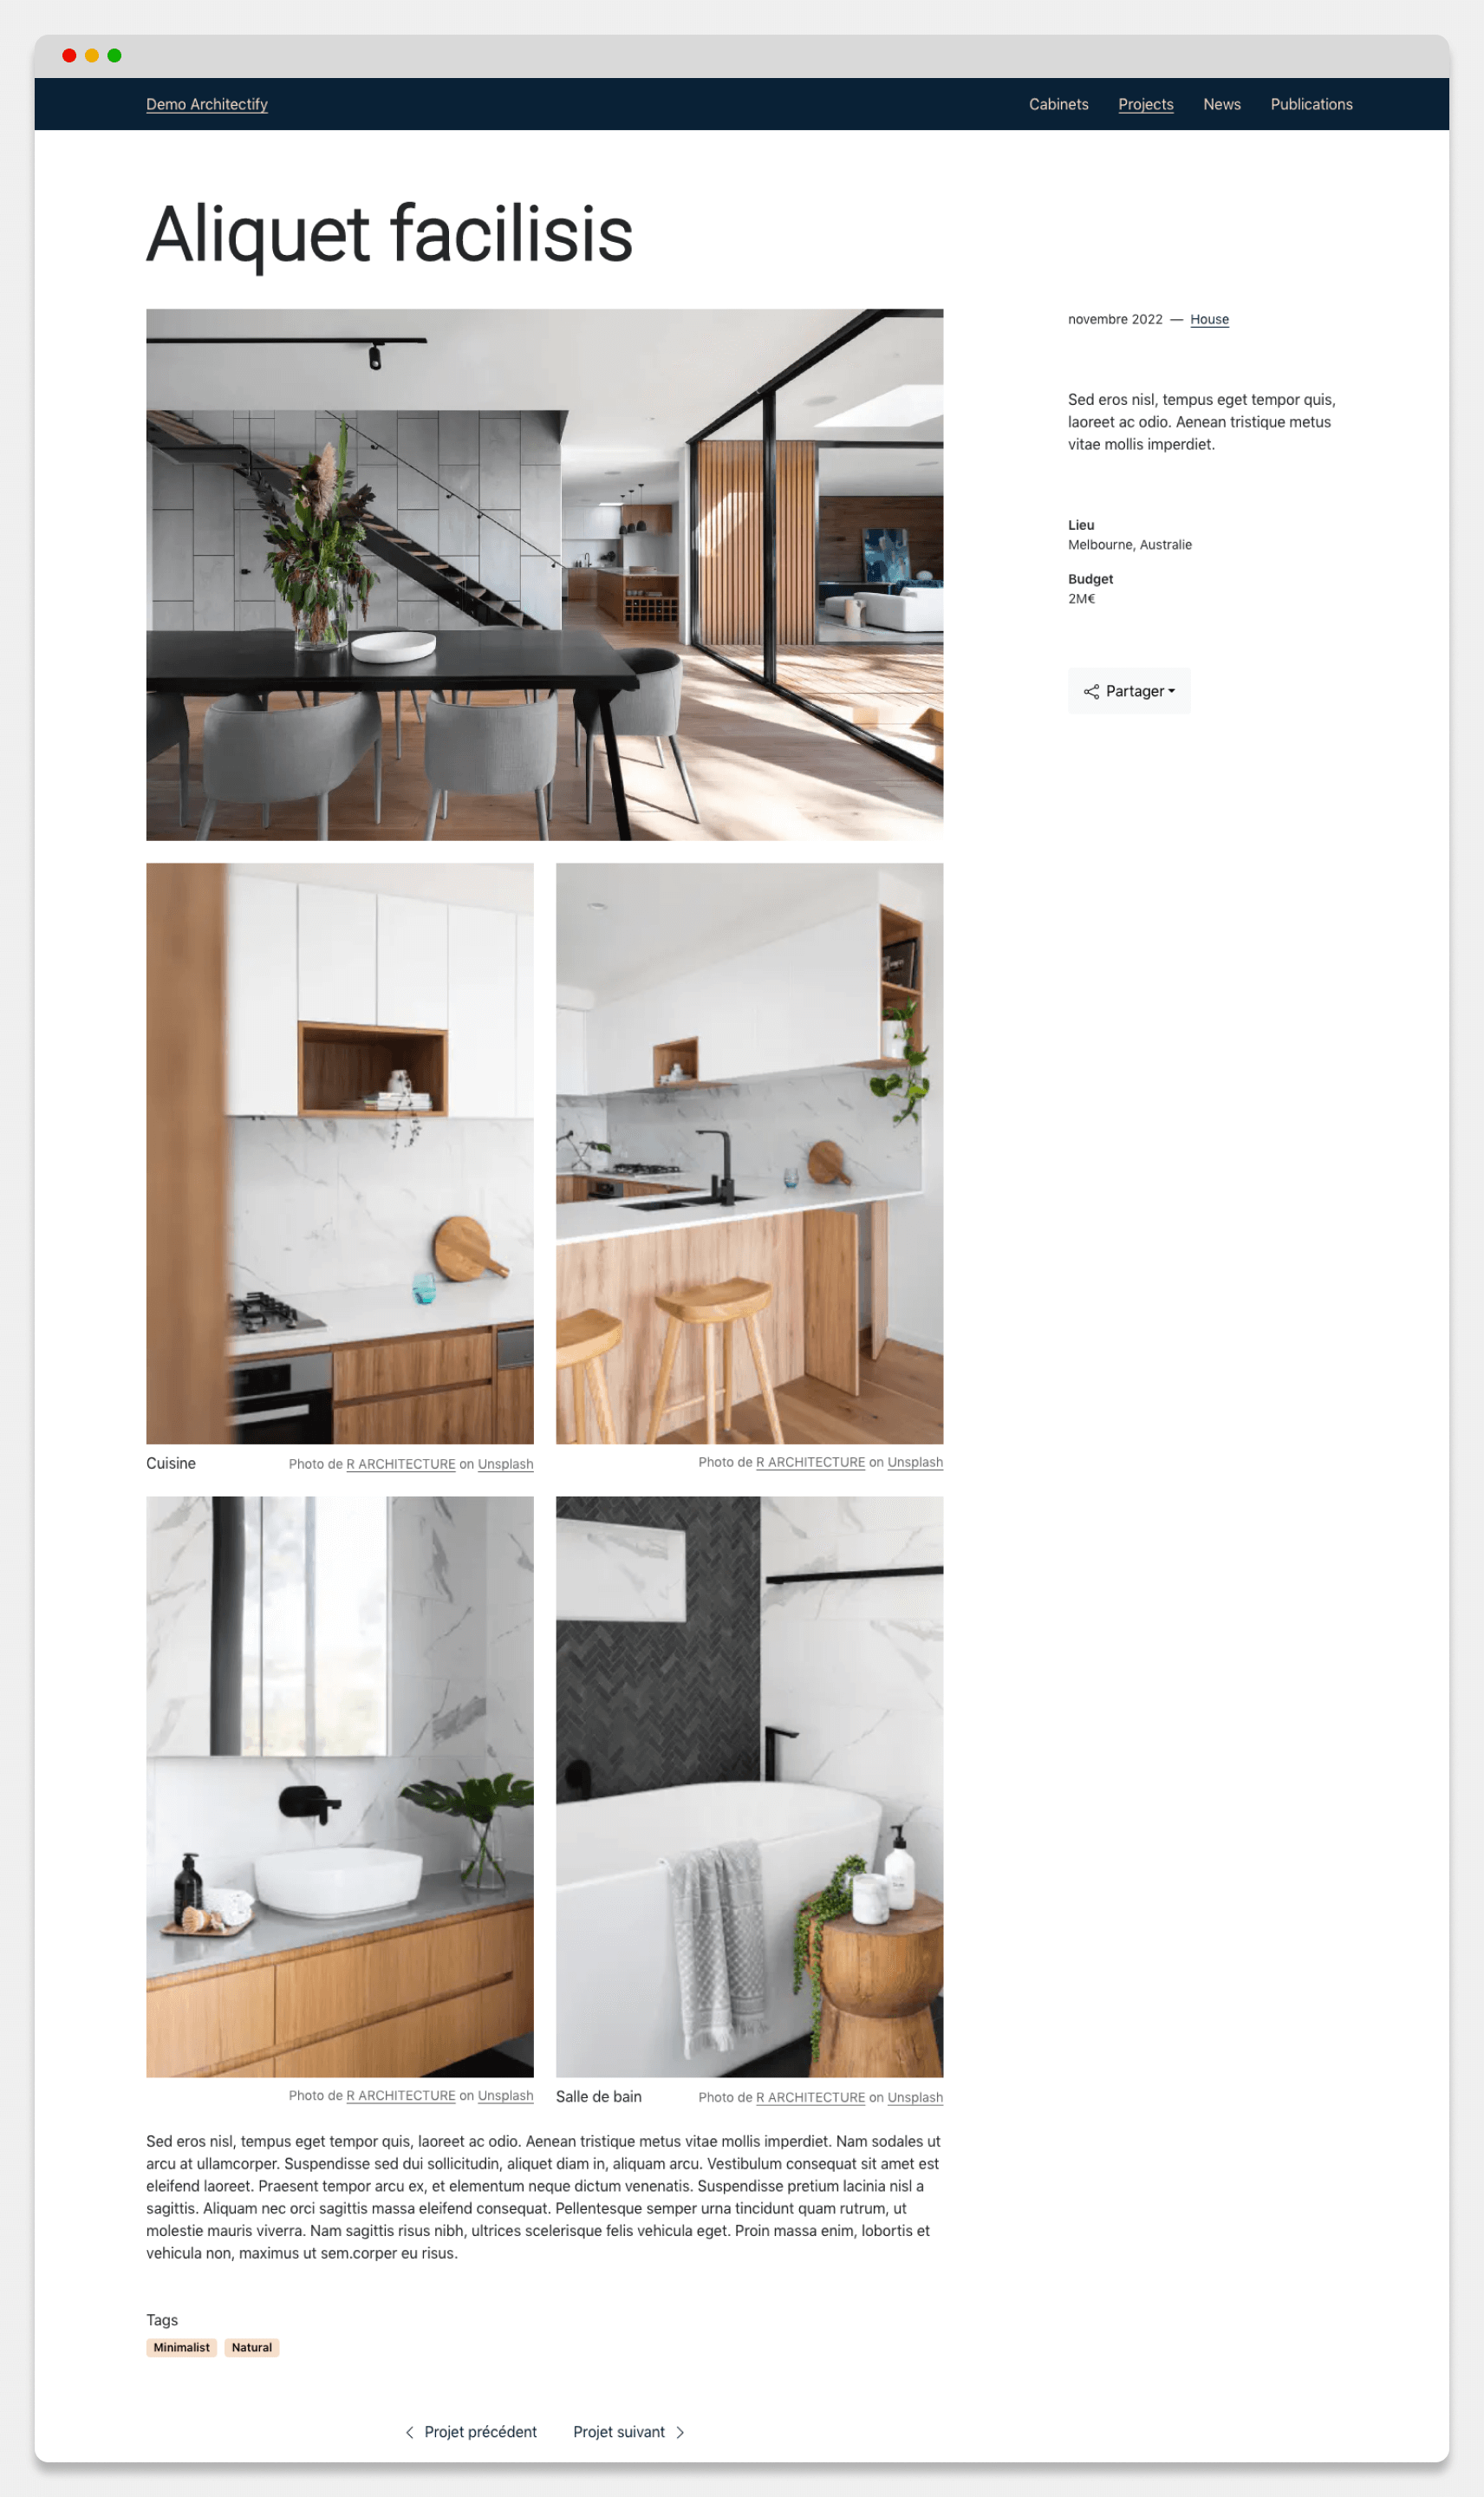 Demo Architectify
Cabinets Projects News Publications
Aliquet facilisis
novembre 2022 — House
Sed eros nisl, tempus eget tempor quis,
laoreet ac odio. Aenean tristique metus
vitae mollis imperdiet.
Lieu
Melbourne, Australie
Budget
2M€
Partager
Cuisine
Photo de R ARCHITECTURE on Unsplash
Photo de R ARCHITECTURE on Unsplash
Photo de R ARCHITECTURE on Unsplash
Salle de bain
Photo de R ARCHITECTURE on Unsplash
Sed eros nisl, tempus eget tempor quis, laoreet ac odio. Aenean tristique metus vitae mollis imperdiet. Nam sodales ut
arcu at ullamcorper. Suspendisse sed dui sollicitudin, aliquet diam in, aliquam arcu. Vestibulum consequat sit amet est
eleifend laoreet. Praesent tempor arcu ex, et elementum neque dictum venenatis. Suspendisse pretium lacinia nisl a
sagittis. Aliquam nec orci sagittis massa eleifend consequat. Pellentesque semper urna tincidunt quam rutrum, ut
molestie mauris viverra. Nam sagittis risus nibh, ultrices scelerisque felis vehicula eget. Proin massa enim, lobortis et
vehicula non, maximus ut sem.corper eu risus.
Tags
Minimalist Natural
Projet précédent Projet suivant